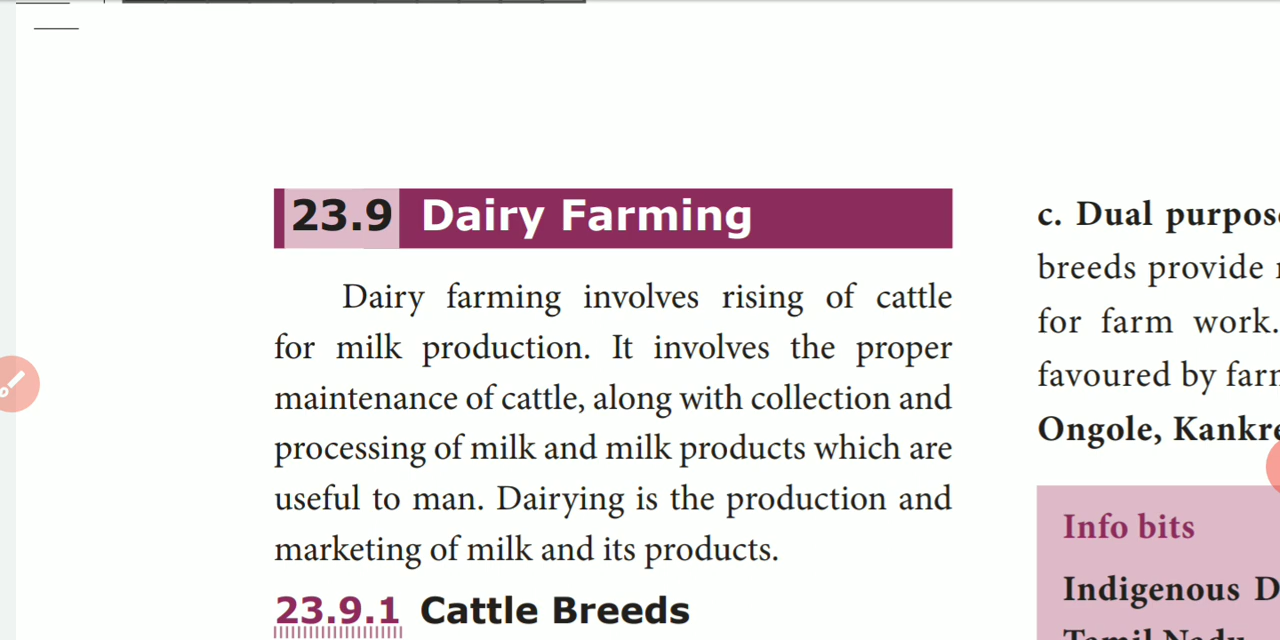 23.9 Dairy Farming
Dairy farming involves rising of cattle
for milk production. It involves the proper
maintenance of cattle, along with collection and
processing of milk and milk products which are
useful to man. Dairying is the production and
marketing of milk and its products.
23.9.1 Cattle Breeds
c. Dual
breeds provide
for farm work.
favoured by
Ongole,
Info bits
Indigenous
Tamil Nadu